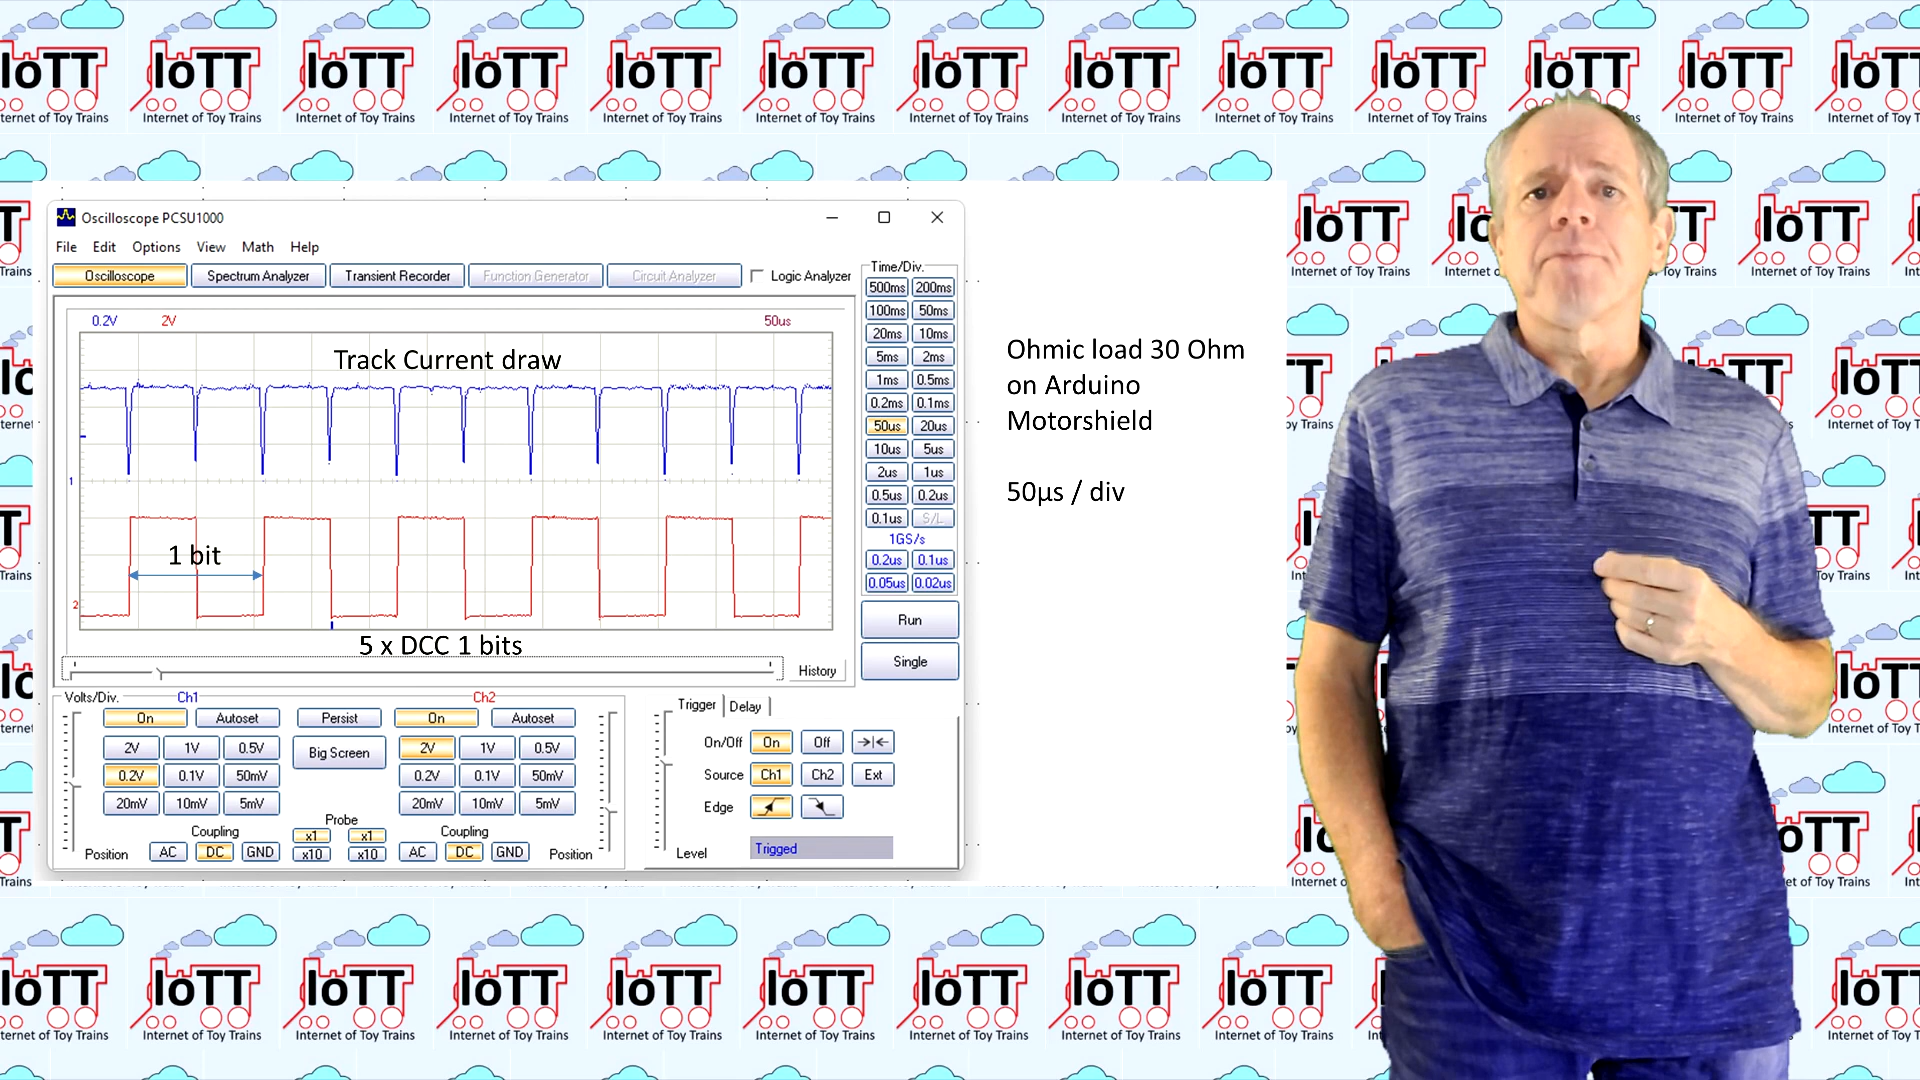 IoTT
Internet of Toy Trains
Oscilloscope PCSU1000
File Edit Options View Math Help
Oscilloscope Spectrum Analyzer Transient Recorder Function Generator Circuit Analyzer Logic Analyzer
Time/Div.
500ms 200ms
100ms 50ms
20ms 10ms
5ms 2ms
1ms 0.5ms
0.2ms 0.1ms
50us 20us
10us 5us
2us 1us
0.5us 0.2us
0.1us S/L
1GS/s
0.2us 0.1us
0.05us 0.02us
Run
Single
0.2V 2V 50us
Track Current draw
1
1 bit
2
5 x DCC 1 bits
History
Ohmic load 30 Ohm
on Arduino
Motorshield
50µs / div
Volts/Div. Ch1 Ch2
On Autoset Persist On Autoset
2V 1V 0.5V Big Screen 2V 1V 0.5V
0.2V 0.1V 50mV 0.2V 0.1V 50mV
20mV 10mV 5mV 20mV 10mV 5mV
Coupling Probe Coupling
x1 x1
Position AC DC GND x10 x10 AC DC GND Position
Trigger Delay
On/Off On Off
Source Ch1 Ch2 Ext
Edge
Level Trigged